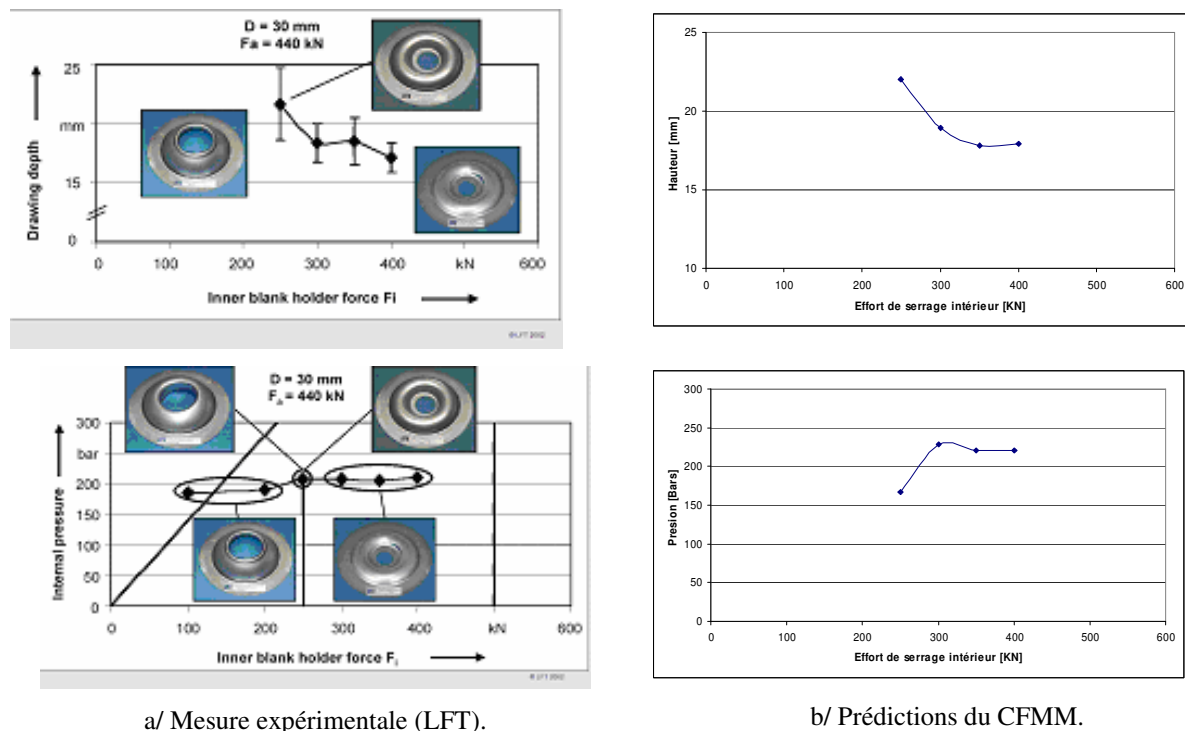 D = 30 mm
Fa = 440 kN
25
mm
15
0
Drawing depth
0 100 200 300 400 kN 600
Inner blank holder force Fi
© LFT 2002
25
20
15
10
Hauteur [mm]
0 100 200 300 400 500 600
Effort de serrage intérieur [KN]
D = 30 mm
Fa = 440 kN
300
bar
200
150
100
50
0
Internal pressure
0 100 200 300 400 kN 600
Inner blank holder force Fi
© LFT 2002
300
250
200
150
100
50
0
Presion [Bars]
0 100 200 300 400 500 600
Effort de serrage intérieur [KN]
a/ Mesure expérimentale (LFT).
b/ Prédictions du CFMM.